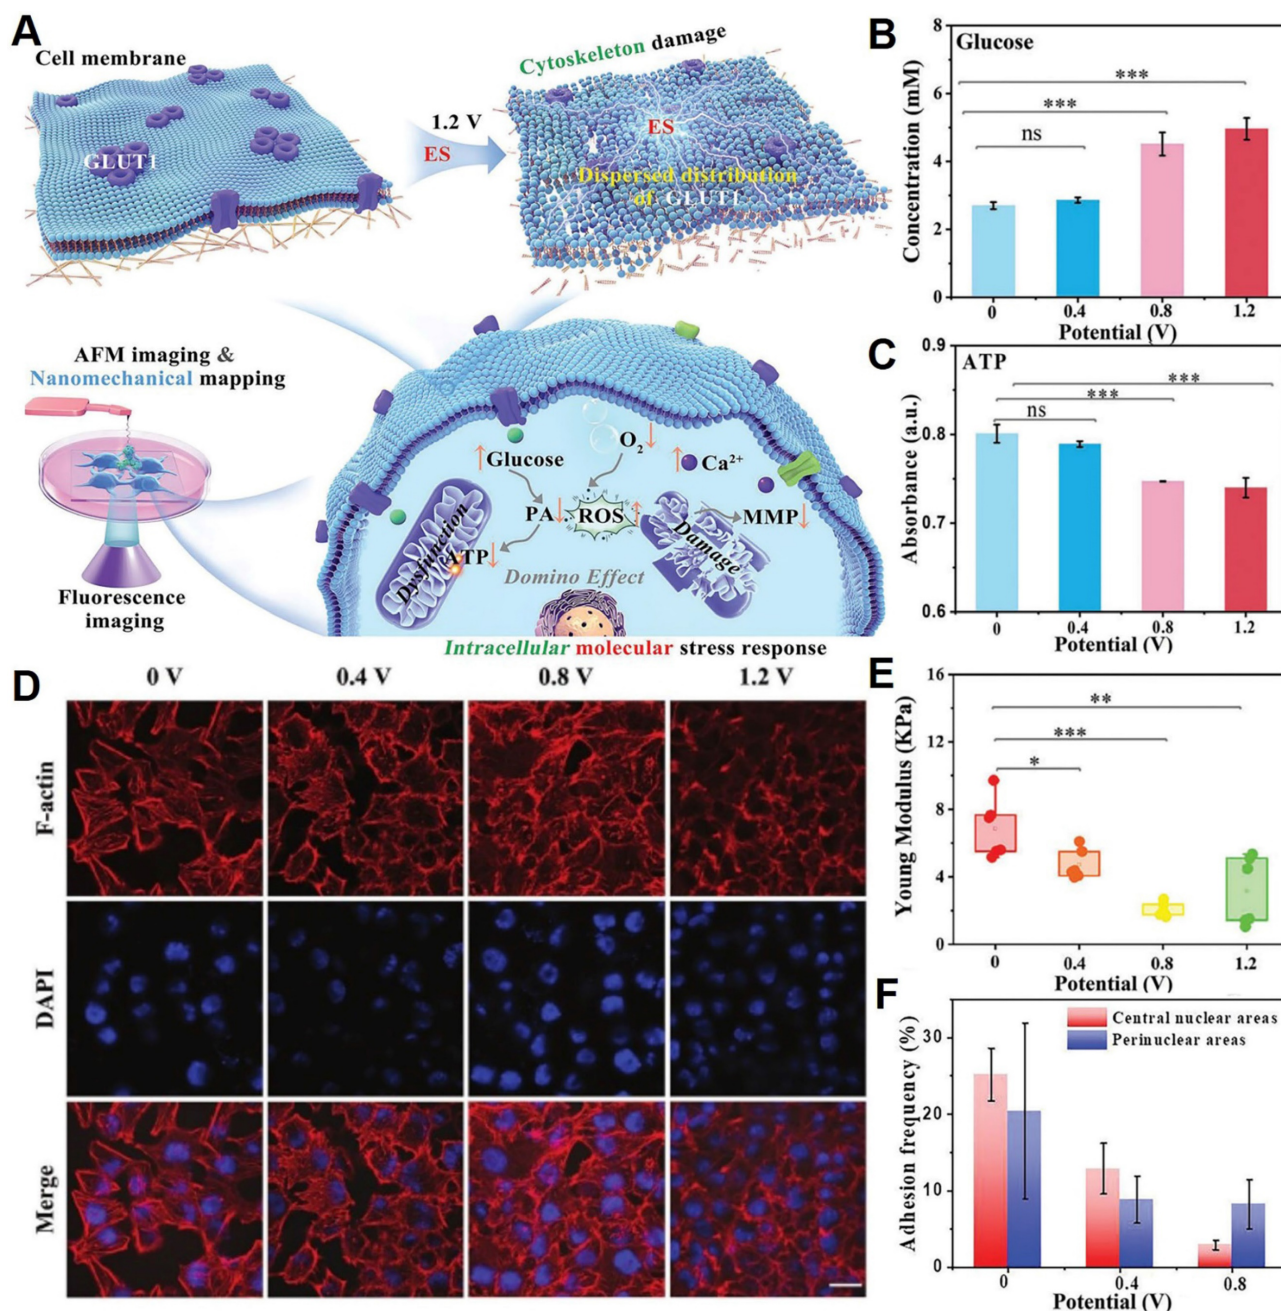 A
Cell membrane
GLUT1
1.2 V
ES
Cytoskeleton damage
ES
Dispersed distribution
of GLUT1
AFM imaging &
Nanomechanical mapping
Fluorescence
imaging
Glucose
O2
Ca2+
PA
ROS
MMP
ATP
Dysfunction
Damage
Domino Effect
Intracellular molecular stress response
B
Glucose
Concentration (mM)
8
6
4
2
0
ns
***
***
0
0.4
0.8
1.2
Potential (V)
C
ATP
Absorbance (a.u.)
0.9
0.8
0.7
0.6
***
***
ns
0
0.4
0.8
1.2
Potential (V)
D
0 V
0.4 V
0.8 V
1.2 V
F-actin
DAPI
Merge
E
Young Modulus (KPa)
16
12
8
4
0
**
***
*
0
0.4
0.8
1.2
Potential (V)
F
Central nuclear areas
Perinuclear areas
Adhesion frequency (%)
30
20
10
0
0
0.4
0.8
Potential (V)